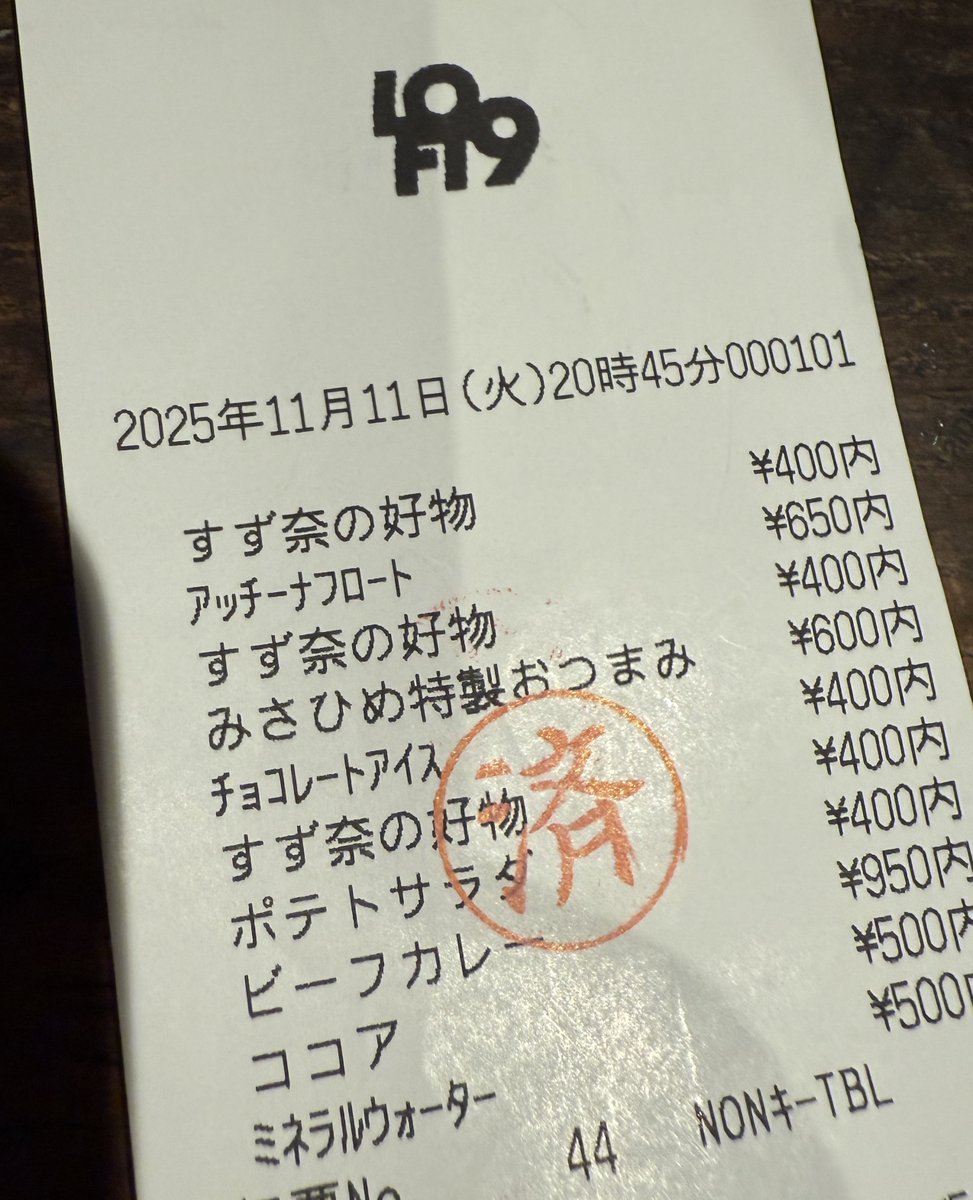 LOFT9
2025年11月11日(火)20時45分000101
すず奈の好物 ¥400内
アッチーナフロート ¥650内
すず奈の好物 ¥400内
みさひめ特製おつまみ ¥600内
チョコレートアイス ¥400内
すず奈の好物 ¥400内
ポテトサラダ ¥400内
ビーフカレー ¥950内
ココア ¥500内
ミネラルウォーター ¥500内
済
44 NONキーTBL
票No